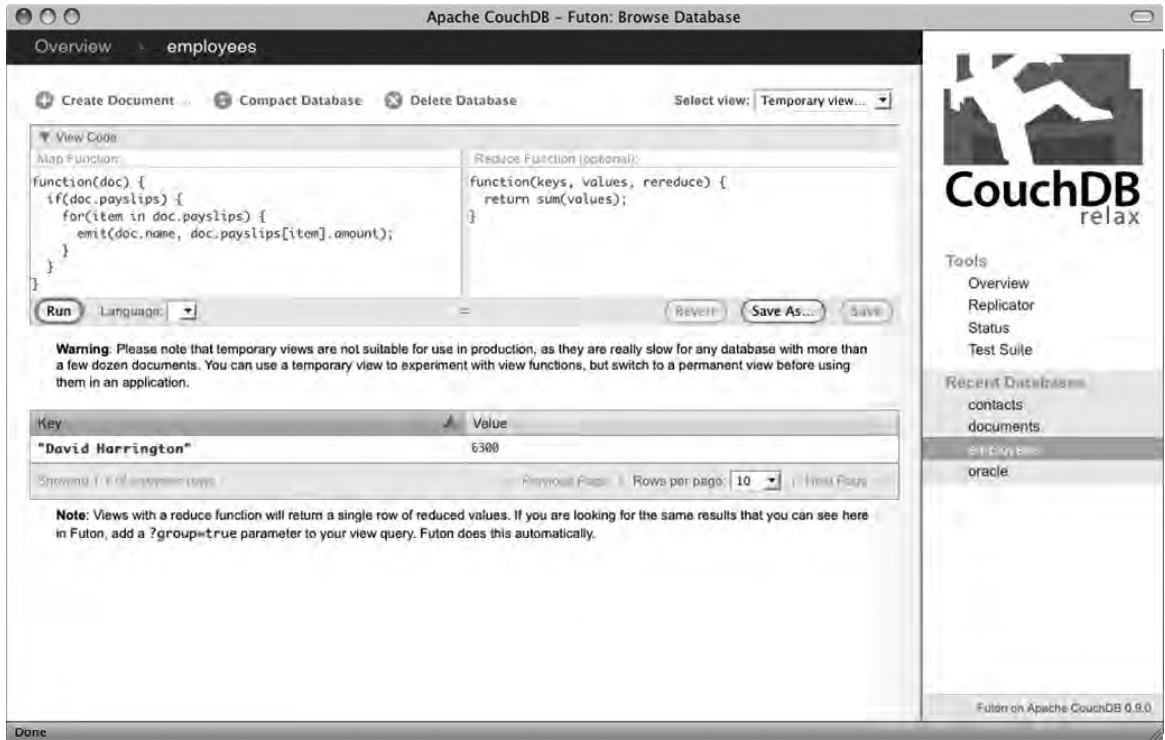 Apache CouchDB – Futon: Browse Database
Overview employees
Create Document ... Compact Database Delete Database Select view: Temporary view...
View Code
Map Function: Reduce Function (optional):
function(doc) {
if(doc.payslips) {
for(item in doc.payslips) {
emit(doc.name, doc.payslips[item].amount);
}
}
}
function(keys, values, rereduce) {
return sum(values);
}
Run Language: Revert Save As... Save
Warning: Please note that temporary views are not suitable for use in production, as they are really slow for any database with more than
a few dozen documents. You can use a temporary view to experiment with view functions, but switch to a permanent view before using
them in an application.
Key Value
"David Harrington" 6300
Showing 1-1 of unknown rows Previous Page | Rows per page: 10 | Next Page
Note: Views with a reduce function will return a single row of reduced values. If you are looking for the same results that you can see here
in Futon, add a ?group=true parameter to your view query. Futon does this automatically.
CouchDB
relax
Tools
Overview
Replicator
Status
Test Suite
Recent Databases
contacts
documents
employees
oracle
Futon on Apache CouchDB 0.9.0
Done